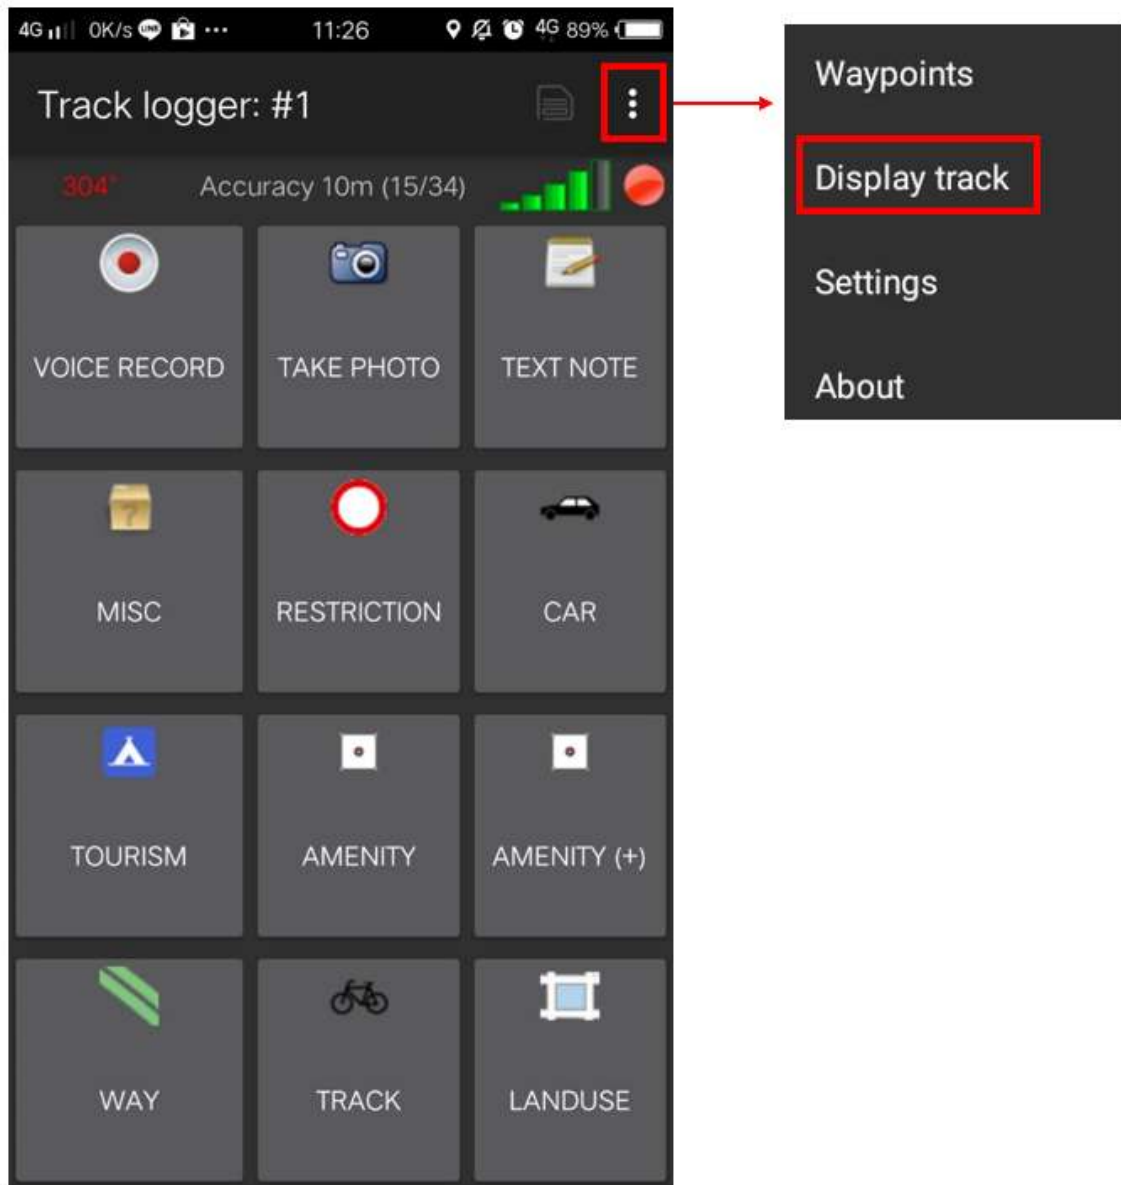 4G 0K/s LINE ··· 11:26 4G 89%
Track logger: #1
304° Accuracy 10m (15/34)
VOICE RECORD TAKE PHOTO TEXT NOTE
?
MISC RESTRICTION CAR
TOURISM AMENITY AMENITY (+)
WAY TRACK LANDUSE
Waypoints
Display track
Settings
About